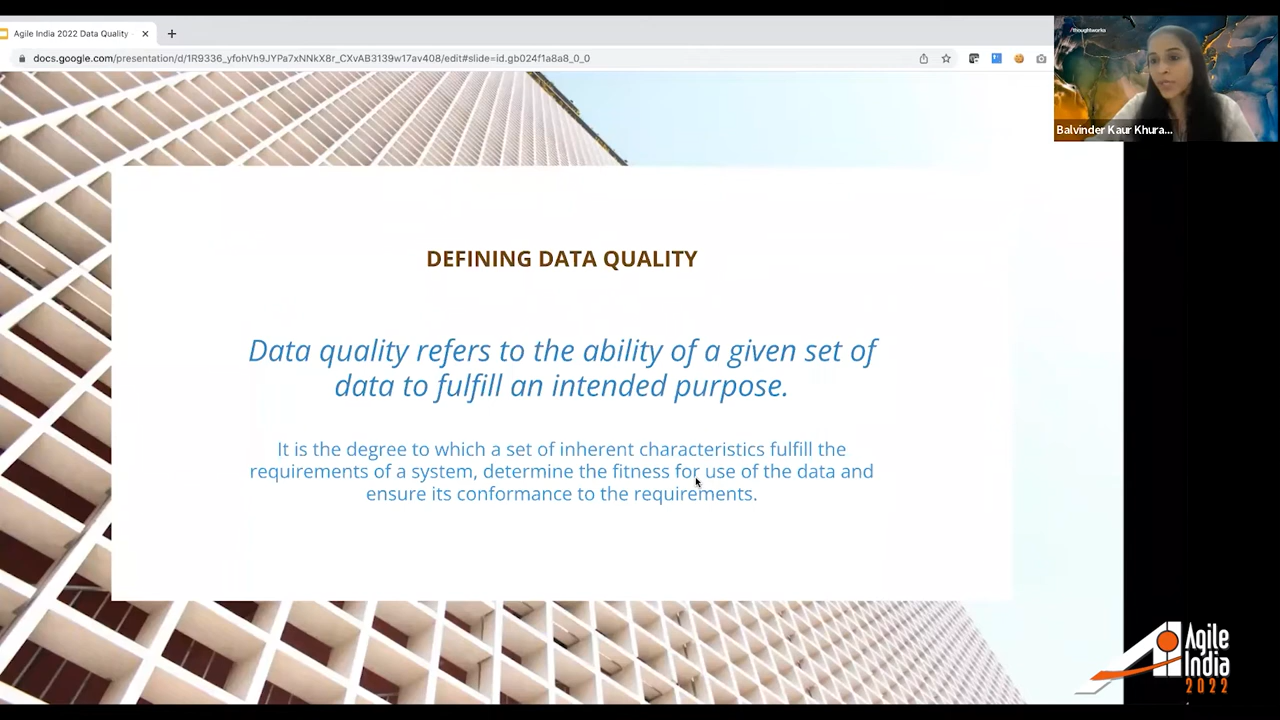 Agile India 2022 Data Quality
docs.google.com/presentation/d/1R9336_yfohVh9JYPa7zNNkX8r_CXvAB3139w17av408/edit#slide=id.gb024f1a8a8_0_0
/thoughtworks
Balvinder Kaur Khura...
DEFINING DATA QUALITY
Data quality refers to the ability of a given set of
data to fulfill an intended purpose.
It is the degree to which a set of inherent characteristics fulfill the
requirements of a system, determine the fitness for use of the data and
ensure its conformance to the requirements.
Agile
India
2022